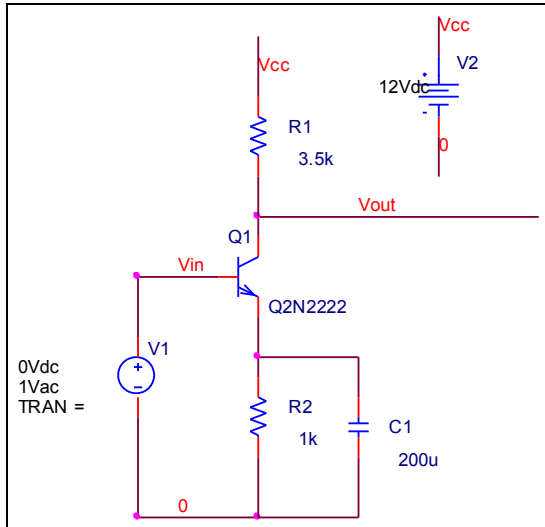 Vcc
Vcc
V2
12Vdc
R1
3.5k
0
Vout
Q1
Vin
Q2N2222
V1
0Vdc
1Vac
TRAN =
R2
1k
C1
200u
0